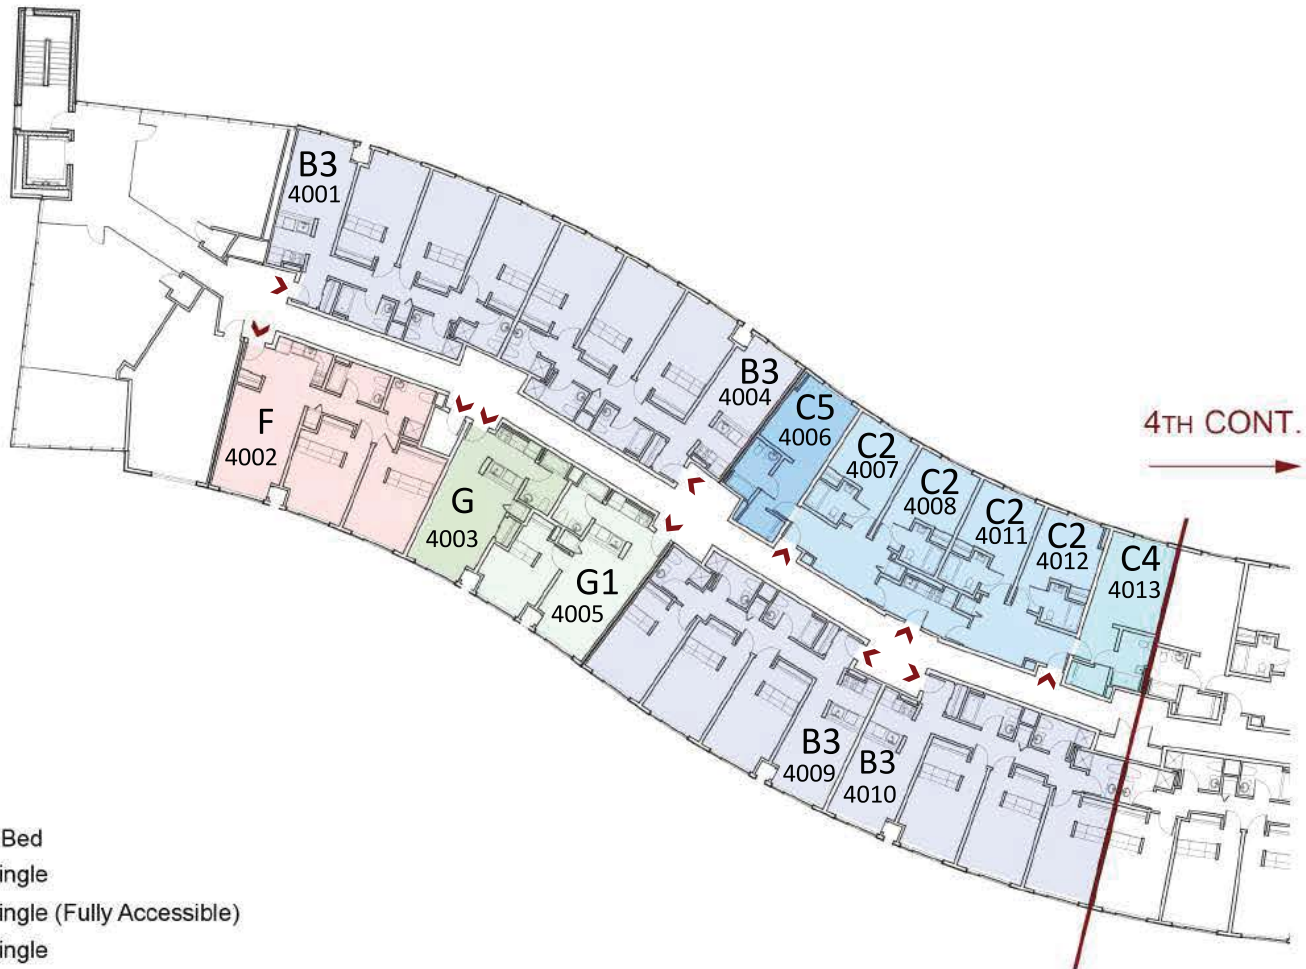 B3
4001
B3
4004
C5
4006
C2
4007
C2
4008
C2
4011
C2
4012
C4
4013
4TH CONT.
F
4002
G
4003
G1
4005
B3
4009
B3
4010
Bed
ingle
ingle (Fully Accessible)
ingle